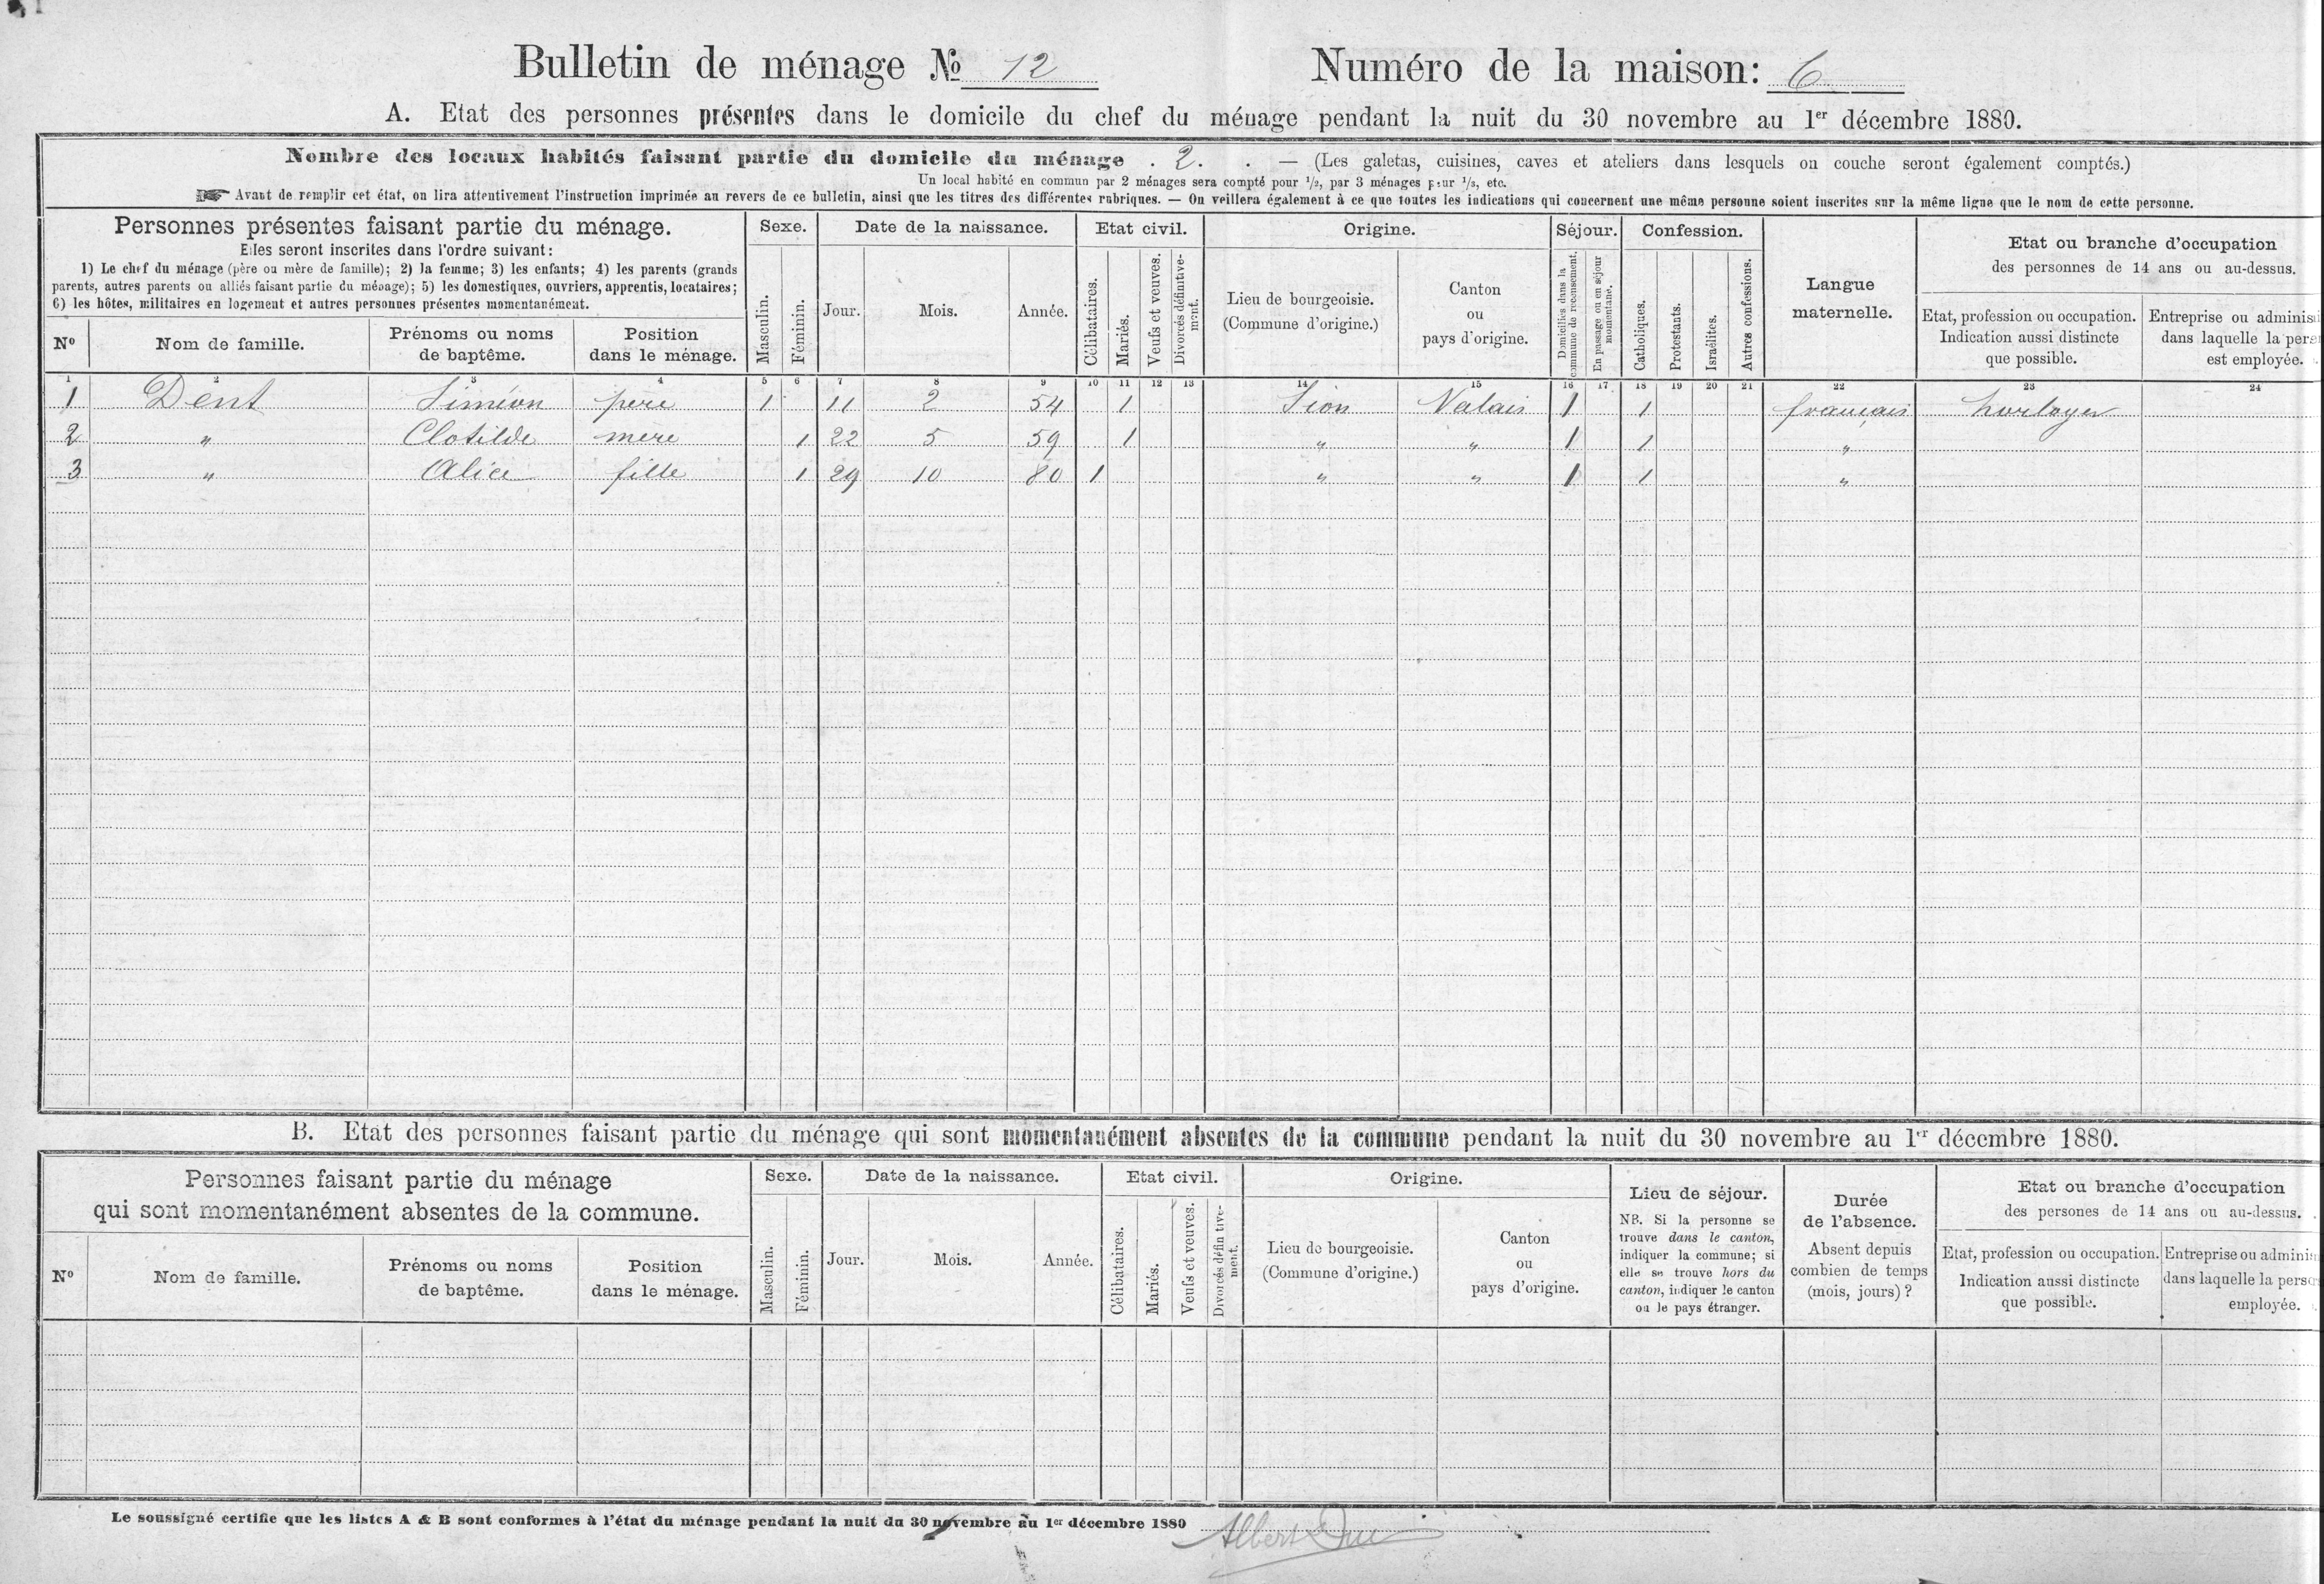 Bulletin de ménage № 12 Numéro de la maison: 6
A. Etat des personnes présentes dans le domicile du chef du ménage pendant la nuit du 30 novembre au 1er décembre 1880.
Nombre des locaux habités faisant partie du domicile du ménage . 2. . — (Les galetas, cuisines, caves et ateliers dans lesquels on couche seront également comptés.)
Un local habité en commun par 2 ménages sera compté pour 1/2, par 3 ménages pour 1/3, etc.
Avant de remplir cet état, on lira attentivement l'instruction imprimée au revers de ce bulletin, ainsi que les titres des différentes rubriques. — On veillera également à ce que toutes les indications qui concernent une même personne soient inscrites sur la même ligne que le nom de cette personne.
Personnes présentes faisant partie du ménage.
Elles seront inscrites dans l'ordre suivant:
1) Le chef du ménage (père ou mère de famille); 2) la femme; 3) les enfants; 4) les parents (grands
parents, autres parents ou alliés faisant partie du ménage); 5) les domestiques, ouvriers, apprentis, locataires;
6) les hôtes, militaires en logement et autres personnes présentes momentanément.
Nº
Nom de famille.
Prénoms ou noms
de baptême.
Position
dans le ménage.
Sexe.
Masculin.
Féminin.
Date de la naissance.
Jour.
Mois.
Année.
Etat civil.
Célibataires.
Mariés.
Veufs et veuves.
Divorcés définitive-
ment.
Origine.
Lieu de bourgeoisie.
(Commune d'origine.)
Canton
ou
pays d'origine.
Séjour.
Domiciliés dans la
commune de recensement.
En passage ou en séjour
momentané.
Confession.
Catholiques.
Protestants.
Israélites.
Autres confessions.
Langue
maternelle.
Etat ou branche d'occupation
des personnes de 14 ans ou au-dessus.
Etat, profession ou occupation.
Indication aussi distincte
que possible.
Entreprise ou adminis
dans laquelle la pers
est employée.
1 2 3 4 5 6 7 8 9 10 11 12 13 14 15 16 17 18 19 20 21 22 23 24
1 Dént Siméon pere 1 11 2 54 1 Sion Valais 1 1 français horloger
2 " Clotilde mere 1 22 5 59 1 " " 1 1 "
3 " Alice fille 1 29 10 80 1 " " 1 1 "
B. Etat des personnes faisant partie du ménage qui sont momentanément absentes de la commune pendant la nuit du 30 novembre au 1er décembre 1880.
Personnes faisant partie du ménage
qui sont momentanément absentes de la commune.
Nº
Nom de famille.
Prénoms ou noms
de baptême.
Position
dans le ménage.
Sexe.
Masculin.
Féminin.
Date de la naissance.
Jour.
Mois.
Année.
Etat civil.
Célibataires.
Mariés.
Veufs et veuves.
Divorcés définitive-
ment.
Origine.
Lieu de bourgeoisie.
(Commune d'origine.)
Canton
ou
pays d'origine.
Lieu de séjour.
NB. Si la personne se
trouve dans le canton,
indiquer la commune; si
elle se trouve hors du
canton, indiquer le canton
ou le pays étranger.
Durée
de l'absence.
Absent depuis
combien de temps
(mois, jours) ?
Etat ou branche d'occupation
des persones de 14 ans ou au-dessus.
Etat, profession ou occupation.
Indication aussi distincte
que possible.
Entreprise ou adminis
dans laquelle la perso
employée.
Le soussigné certifie que les listes A & B sont conformes à l'état du ménage pendant la nuit du 30 novembre au 1er décembre 1880 Albert Duc